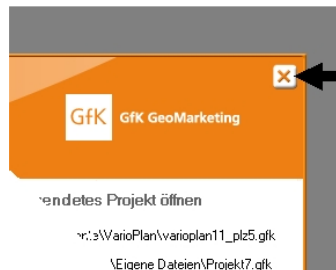 GfK GfK GeoMarketing
endetes Projekt öffnen
\VarioPlan\varioplan11_plz5.gfk
\Eigene Dateien\Projekt7.gfk